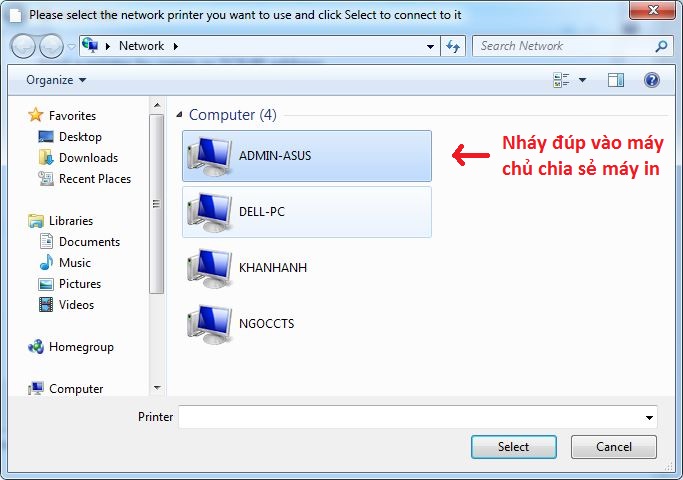 Please select the network printer you want to use and click Select to connect to it
Network
Search Network
Organize
Favorites
Desktop
Downloads
Recent Places
Libraries
Documents
Music
Pictures
Videos
Homegroup
Computer
Computer (4)
ADMIN-ASUS
DELL-PC
KHANHANH
NGOCCTS
Nháy đúp vào máy
chủ chia sẻ máy in
Printer
Select
Cancel